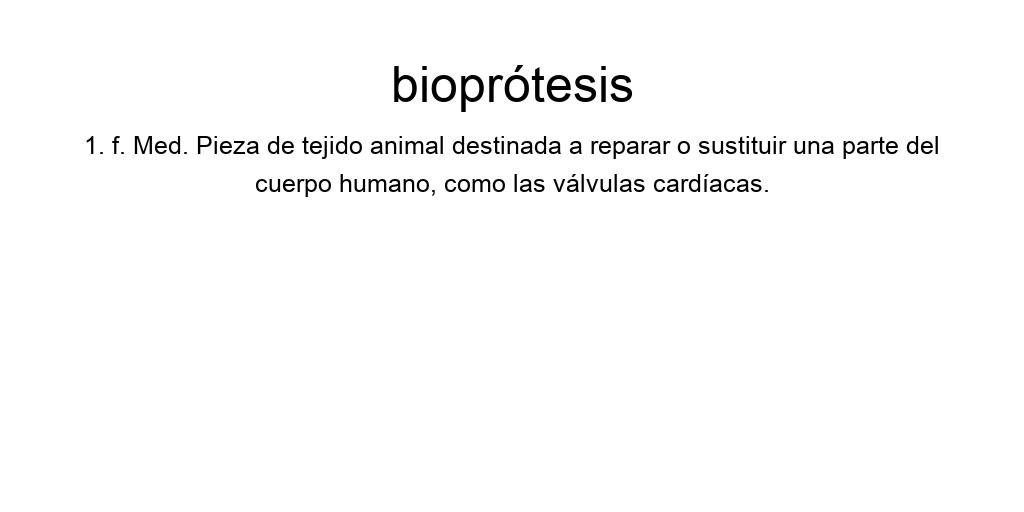 bioprótesis
1. f. Med. Pieza de tejido animal destinada a reparar o sustituir una parte del
cuerpo humano, como las válvulas cardíacas.